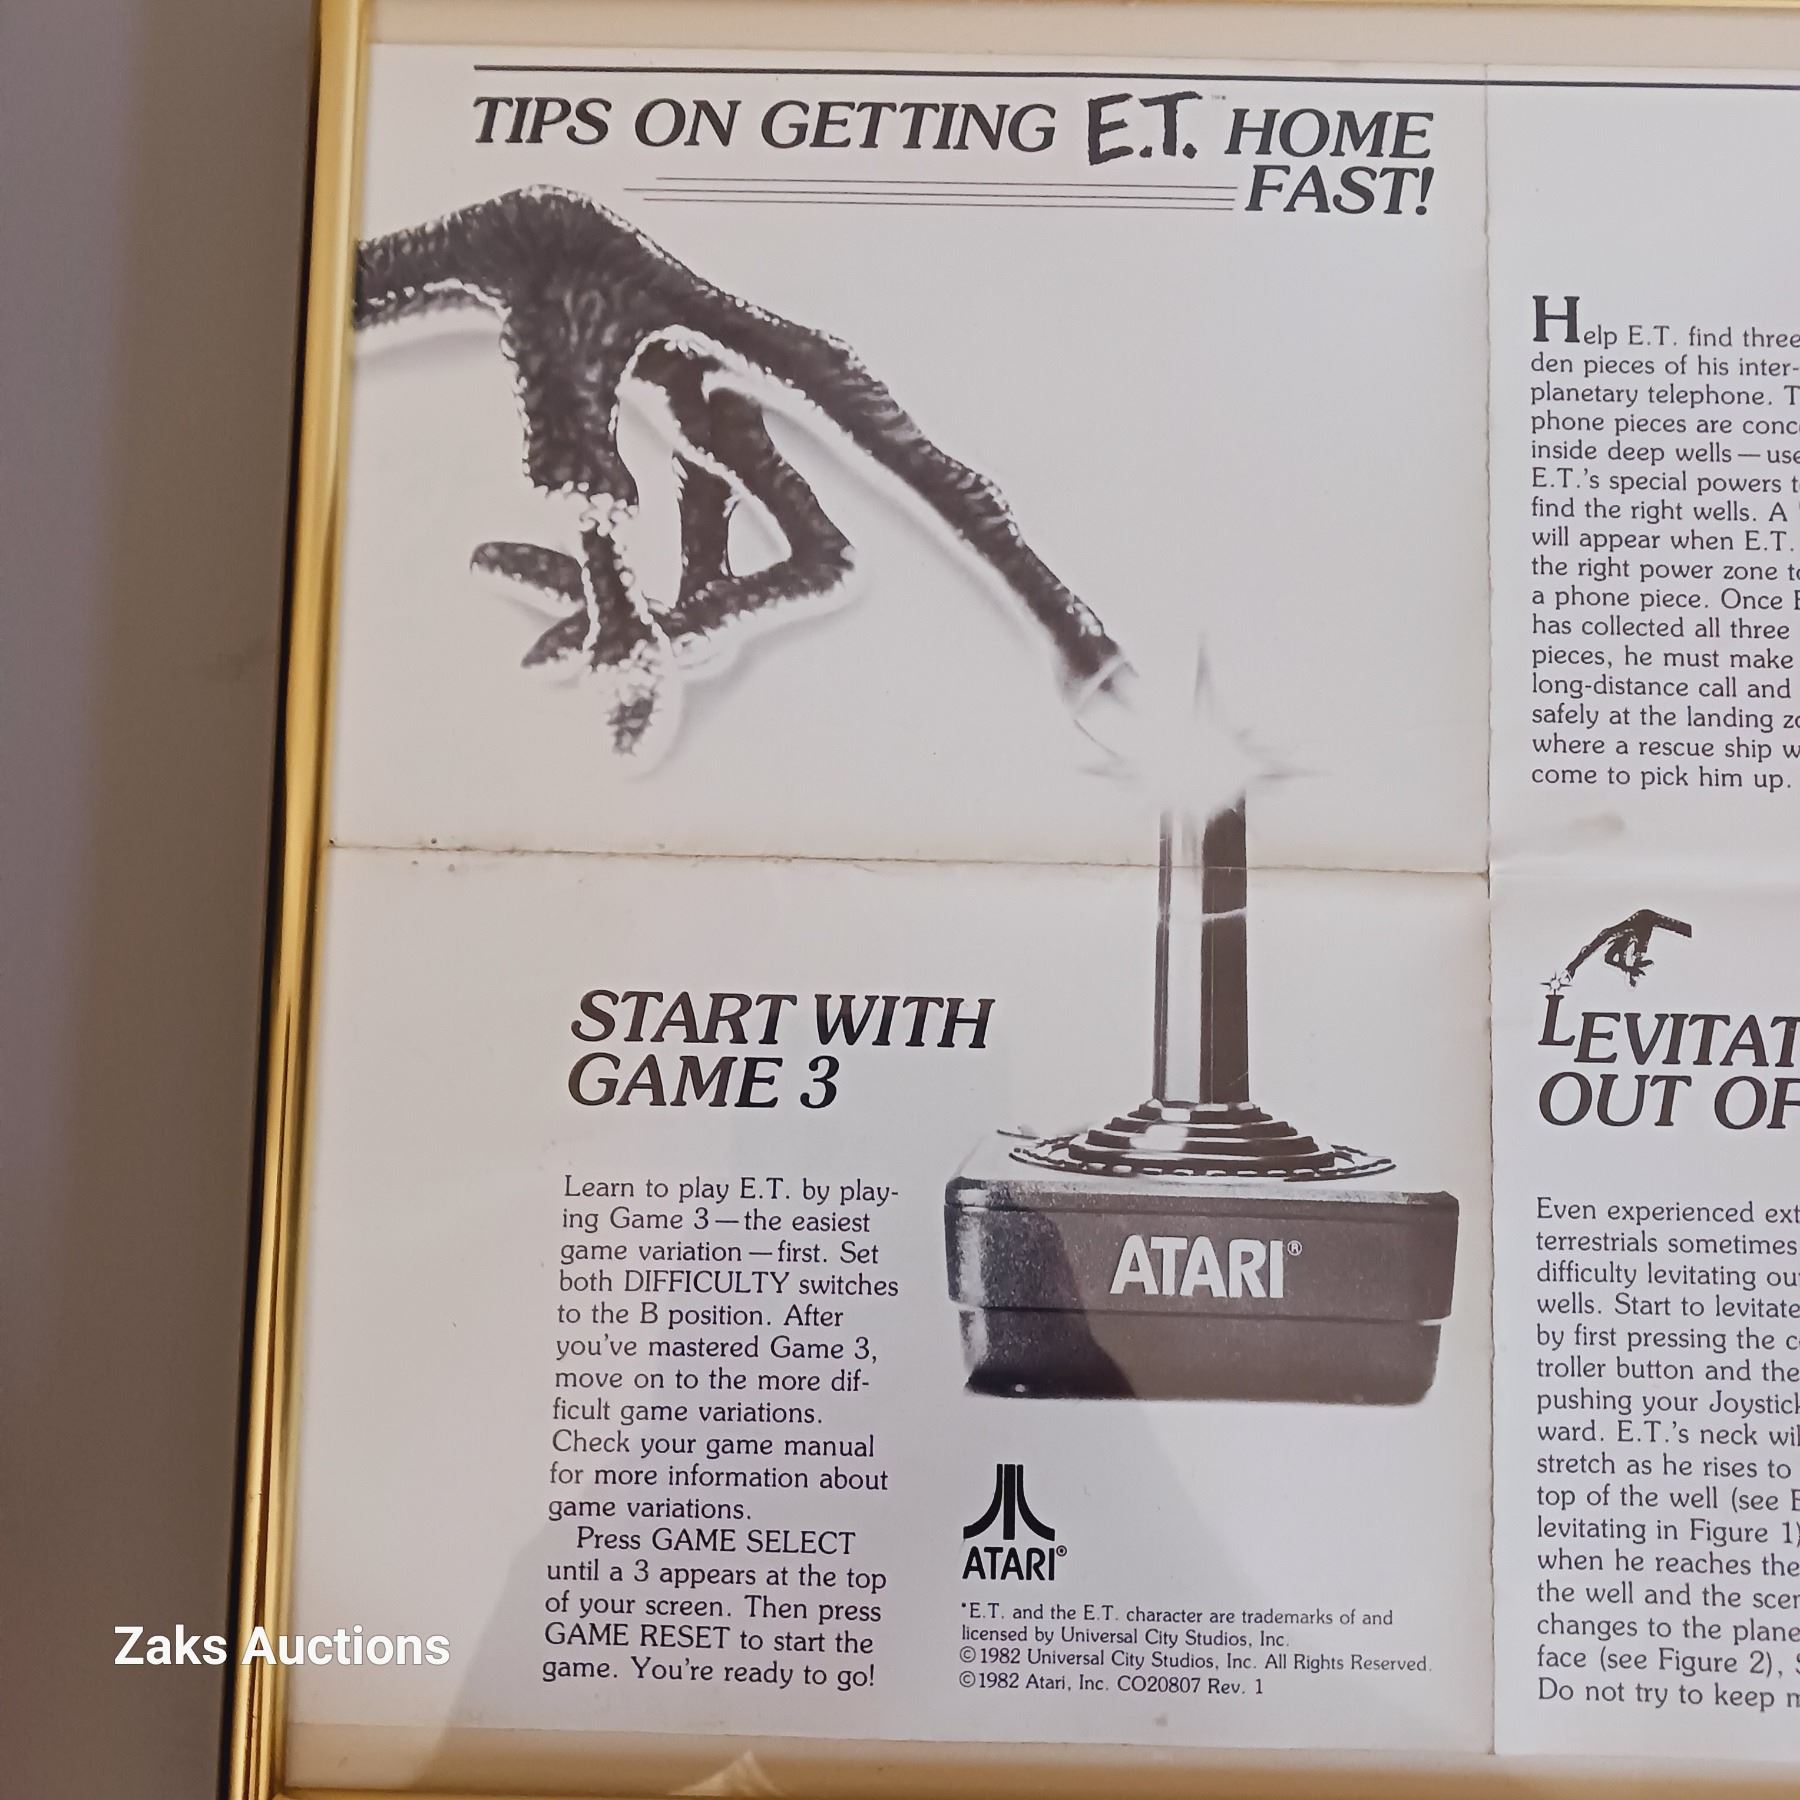 TIPS ON GETTING E.T.™ HOME
FAST!
Help E.T. find three
den pieces of his inter-
planetary telephone.
phone pieces are
inside deep wells — use
E.T.'s special powers
find the right wells. A
will appear when E.T.
the right power zone to
a phone piece. Once
has collected all three
pieces, he must make
long-distance call and
safely at the landing
where a rescue ship
come to pick him up.
START WITH
GAME 3
Learn to play E.T. by play-
ing Game 3 — the easiest
game variation — first. Set
both DIFFICULTY switches
to the B position. After
you've mastered Game 3,
move on to the more dif-
ficult game variations.
Check your game manual
for more information about
game variations.
Press GAME SELECT
until a 3 appears at the top
of your screen. Then press
GAME RESET to start the
game. You're ready to go!
ATARI®
ATARI®
*E.T. and the E.T. character are trademarks of and
licensed by Universal City Studios, Inc.
©1982 Universal City Studios, Inc. All Rights Reserved.
©1982 Atari, Inc. CO20807 Rev. 1
LEVITAT
OUT OF
Even experienced ext
terrestrials sometimes
difficulty levitating
wells. Start to levitate
by first pressing the
troller button and the
pushing your Joystick
ward. E.T.'s neck
stretch as he rises to
top of the well (see
levitating in Figure 1)
when he reaches the
the well and the
changes to the plane
face (see Figure 2),
Do not try to keep
Zaks Auctions